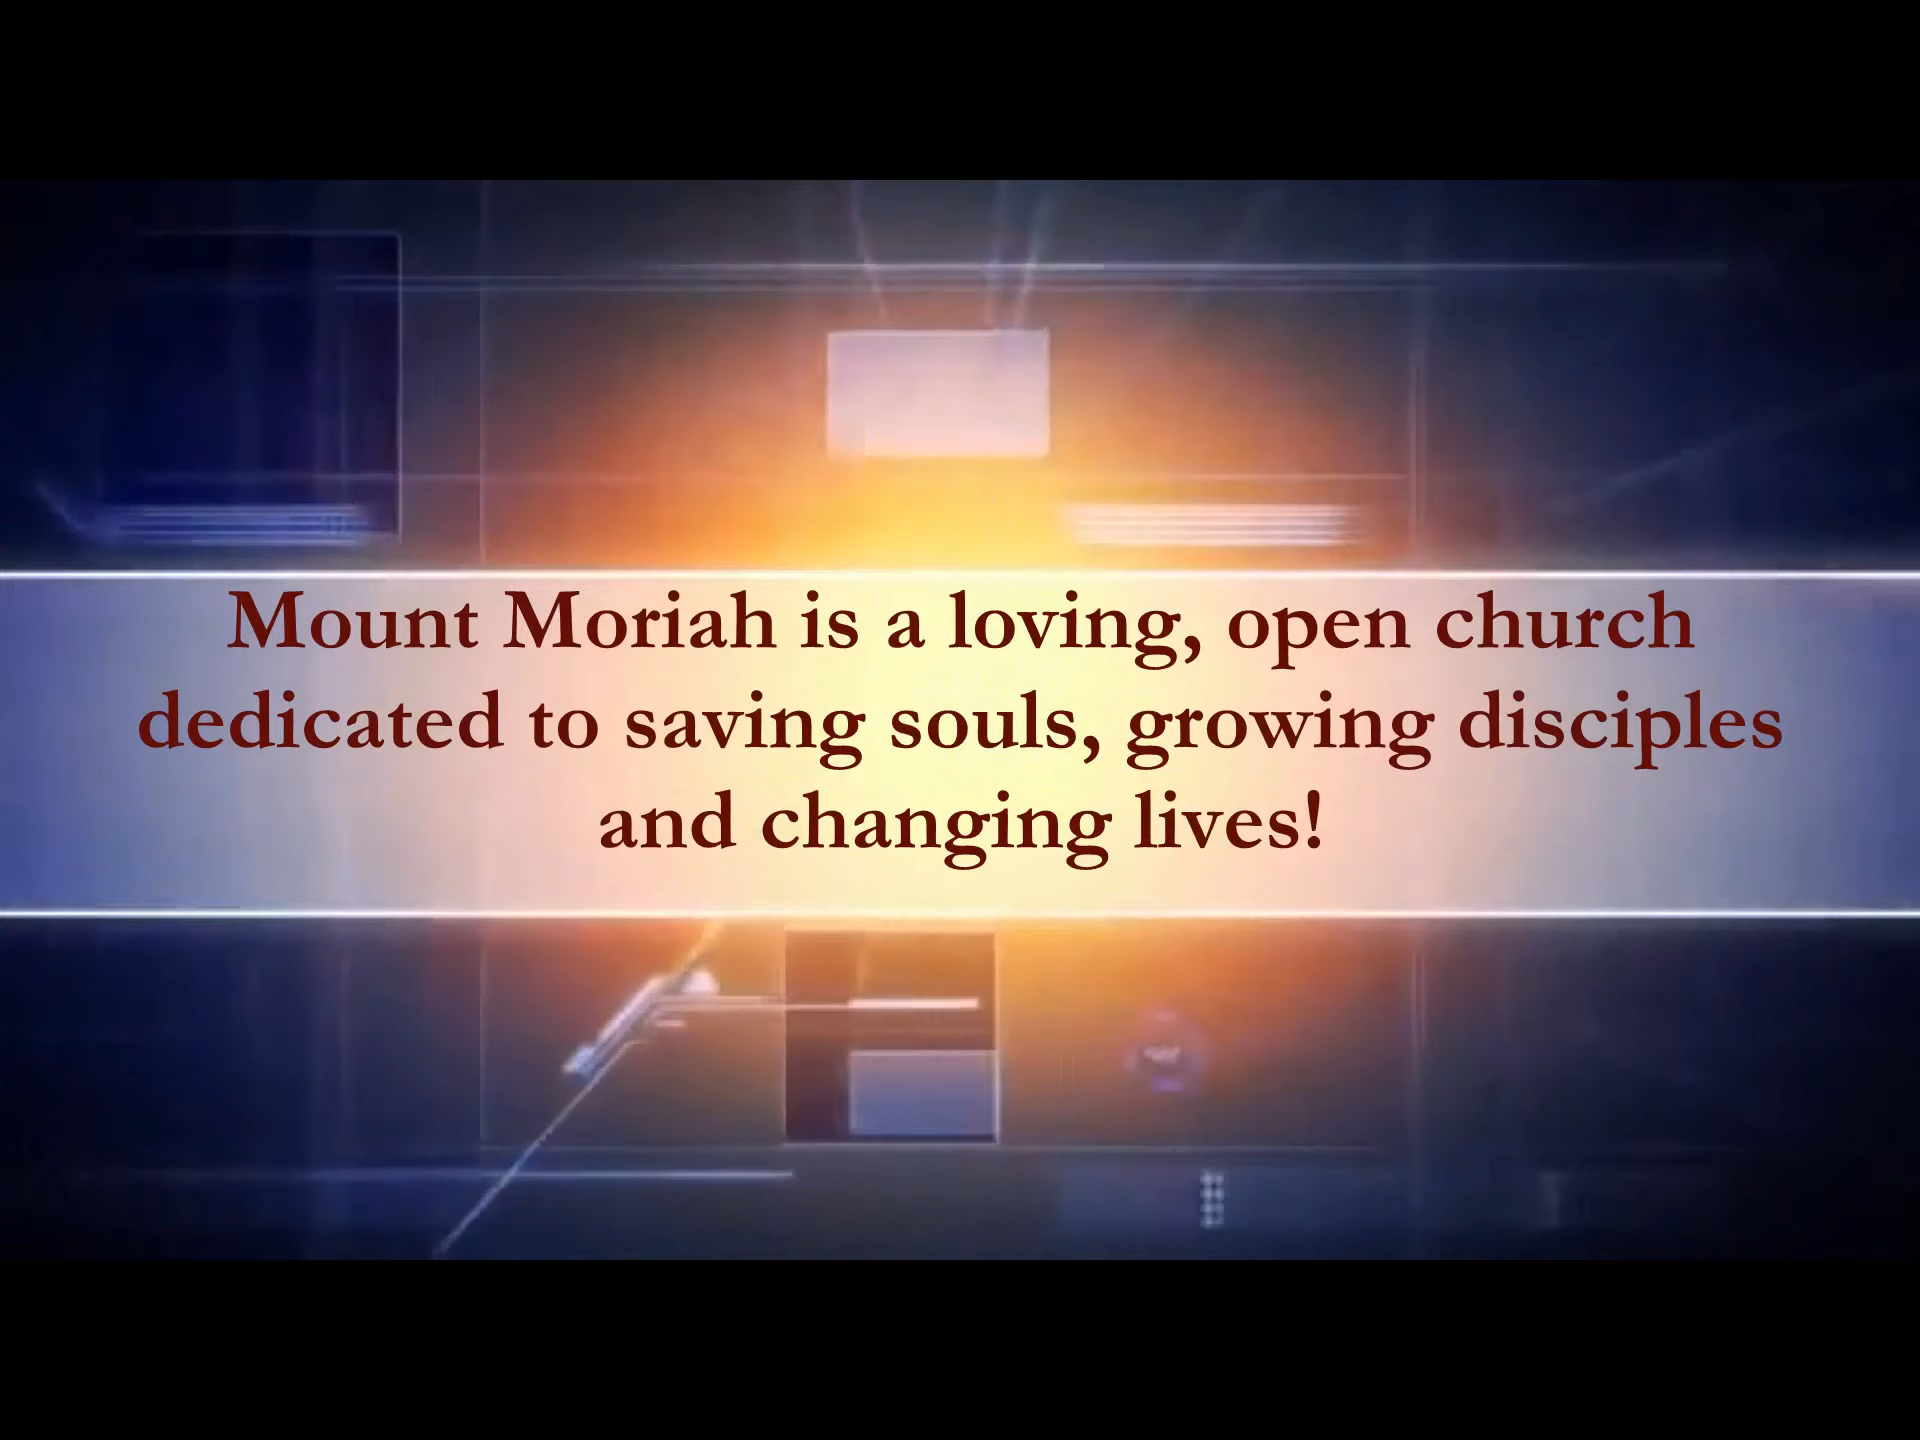 Mount Moriah is a loving, open church
dedicated to saving souls, growing disciples
and changing lives!